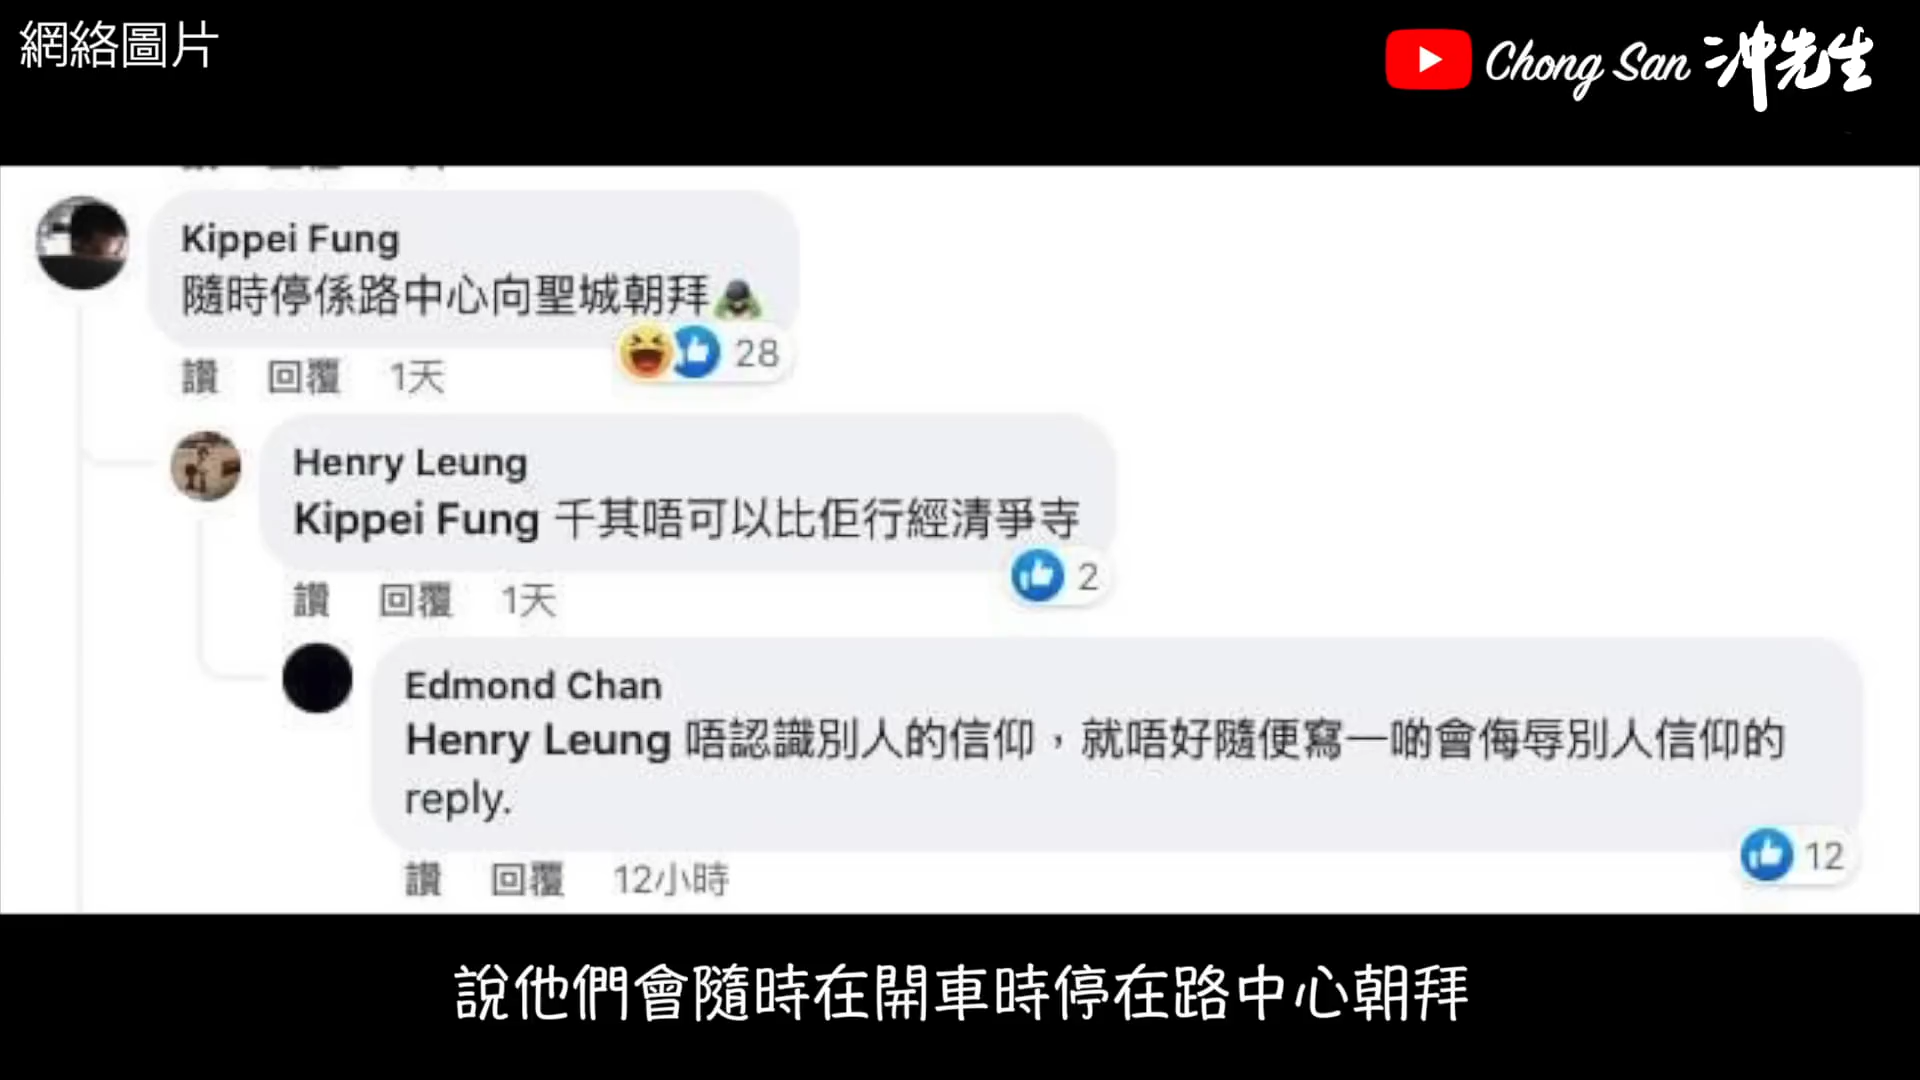 網絡圖片
Chong San 沖先生
Kippei Fung
隨時停係路中心向聖城朝拜
28
讚 回覆 1天
Henry Leung
Kippei Fung 千其唔可以比佢行經清爭寺
2
讚 回覆 1天
Edmond Chan
Henry Leung 唔認識別人的信仰，就唔好隨便寫一啲會侮辱別人信仰的
reply.
12
讚 回覆 12小時
說他們會隨時在開車時停在路中心朝拜